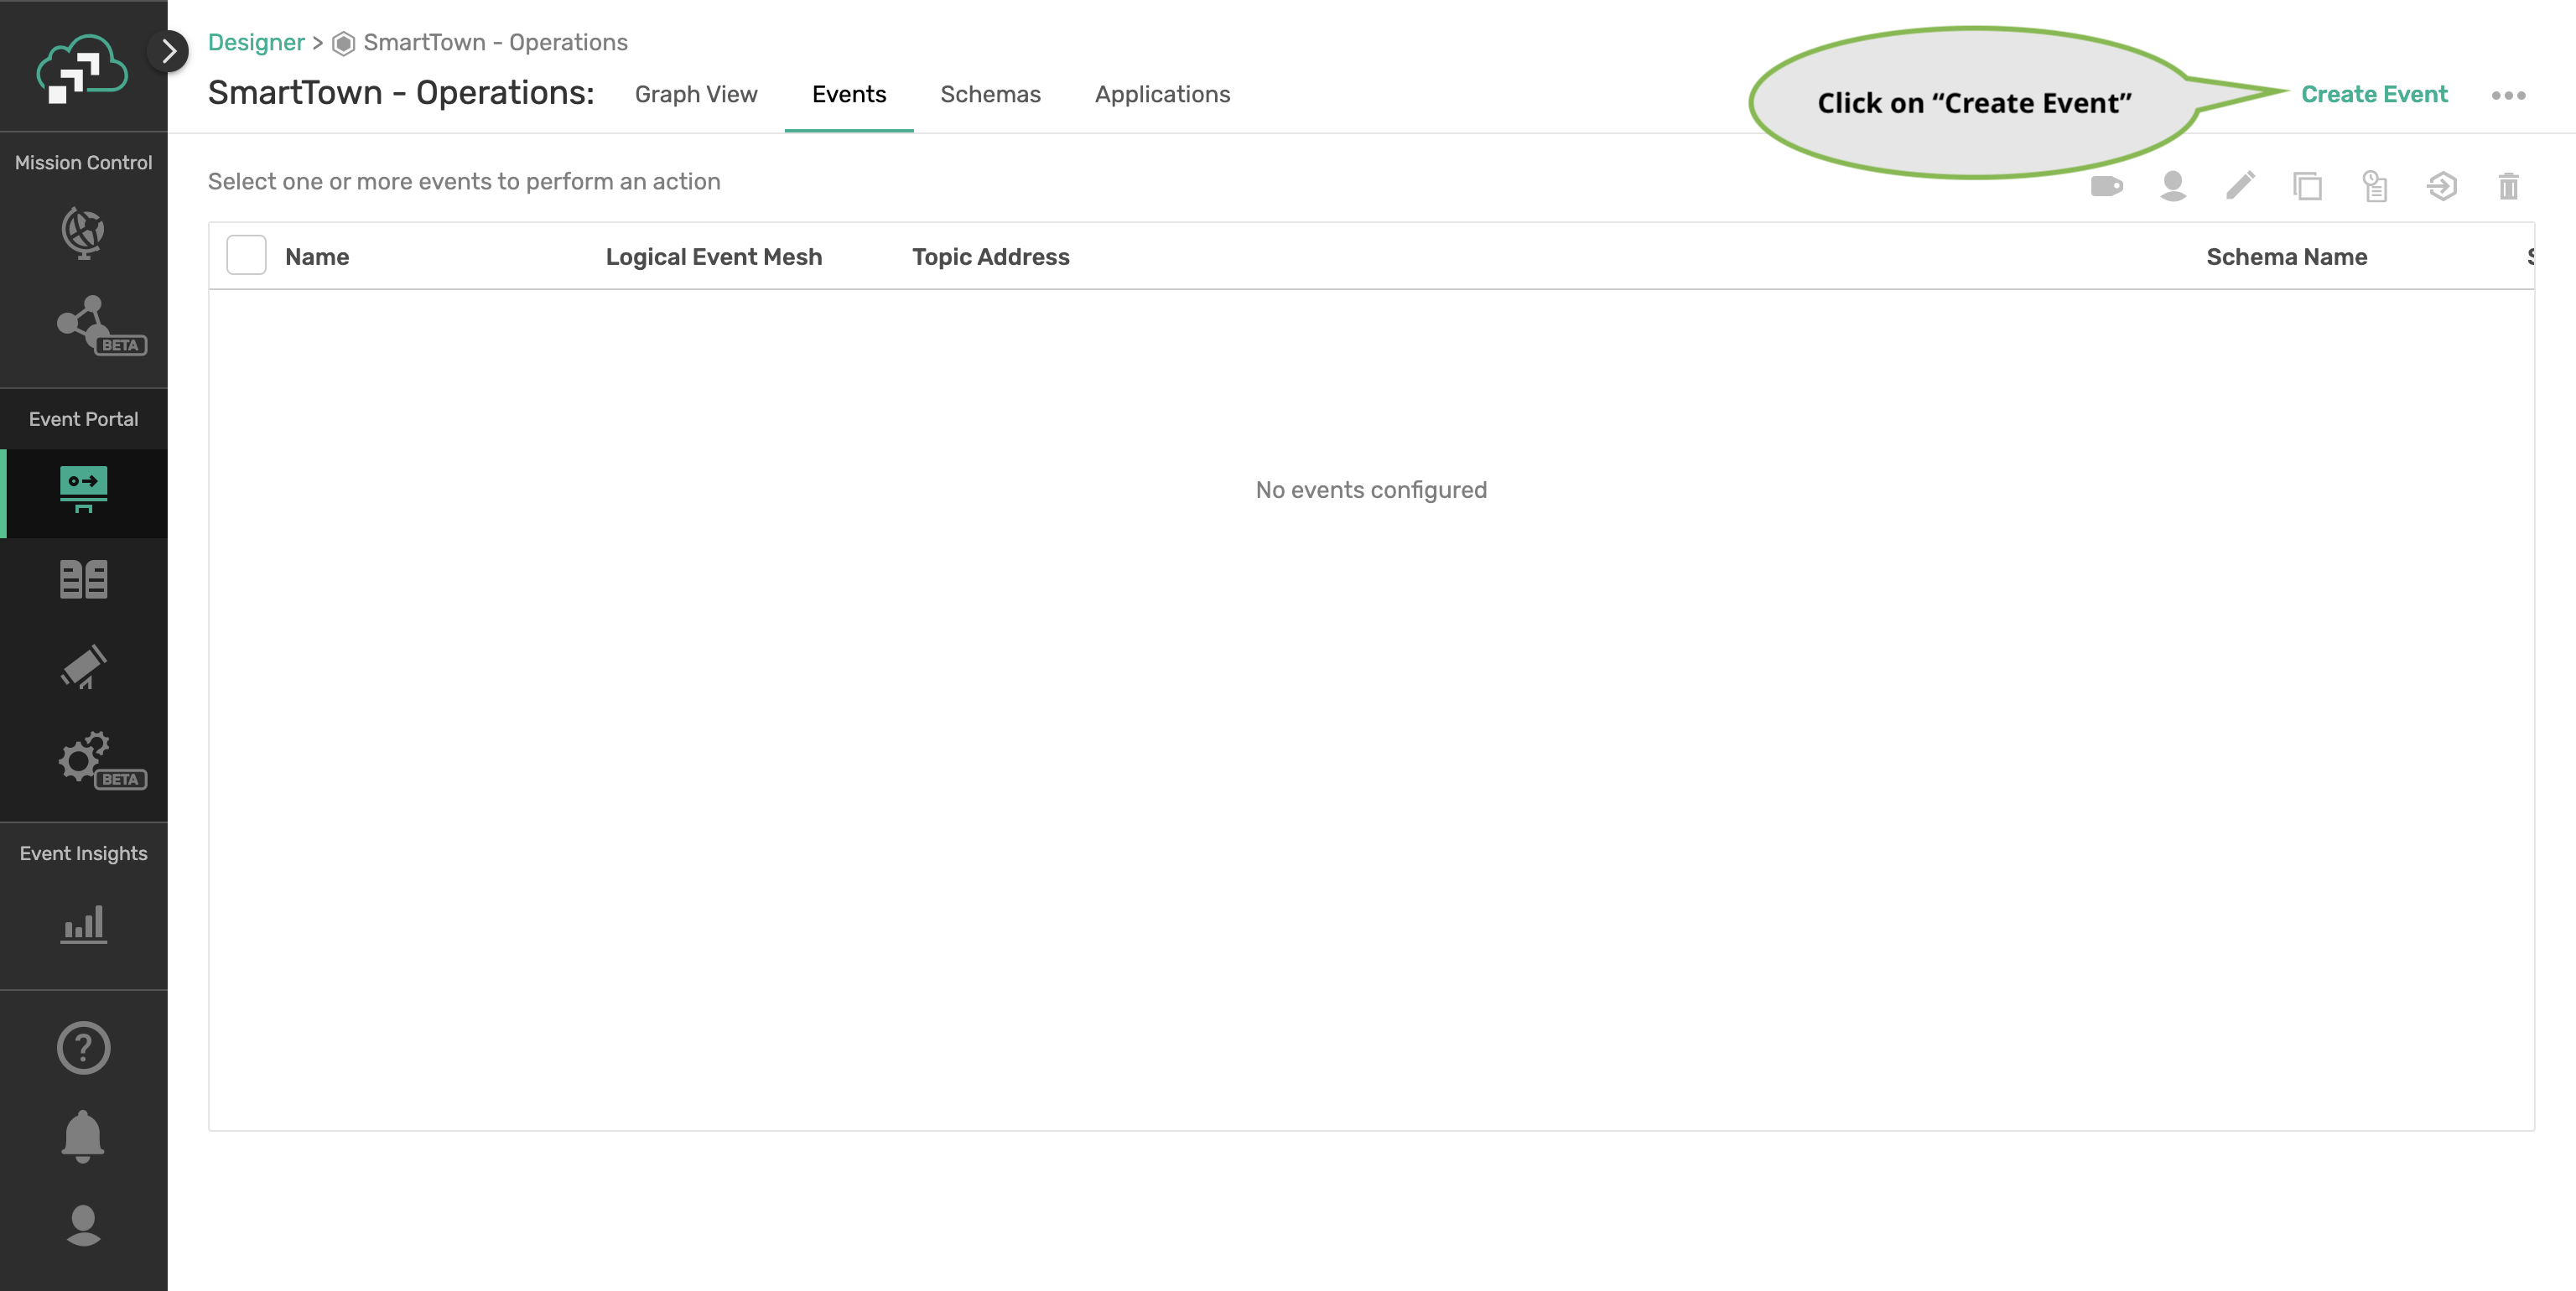 Designer > SmartTown - Operations
SmartTown - Operations:
Graph View
Events
Schemas
Applications
Click on “Create Event”
Create Event
Mission Control
BETA
Event Portal
BETA
Event Insights
Select one or more events to perform an action
Name
Logical Event Mesh
Topic Address
Schema Name
No events configured